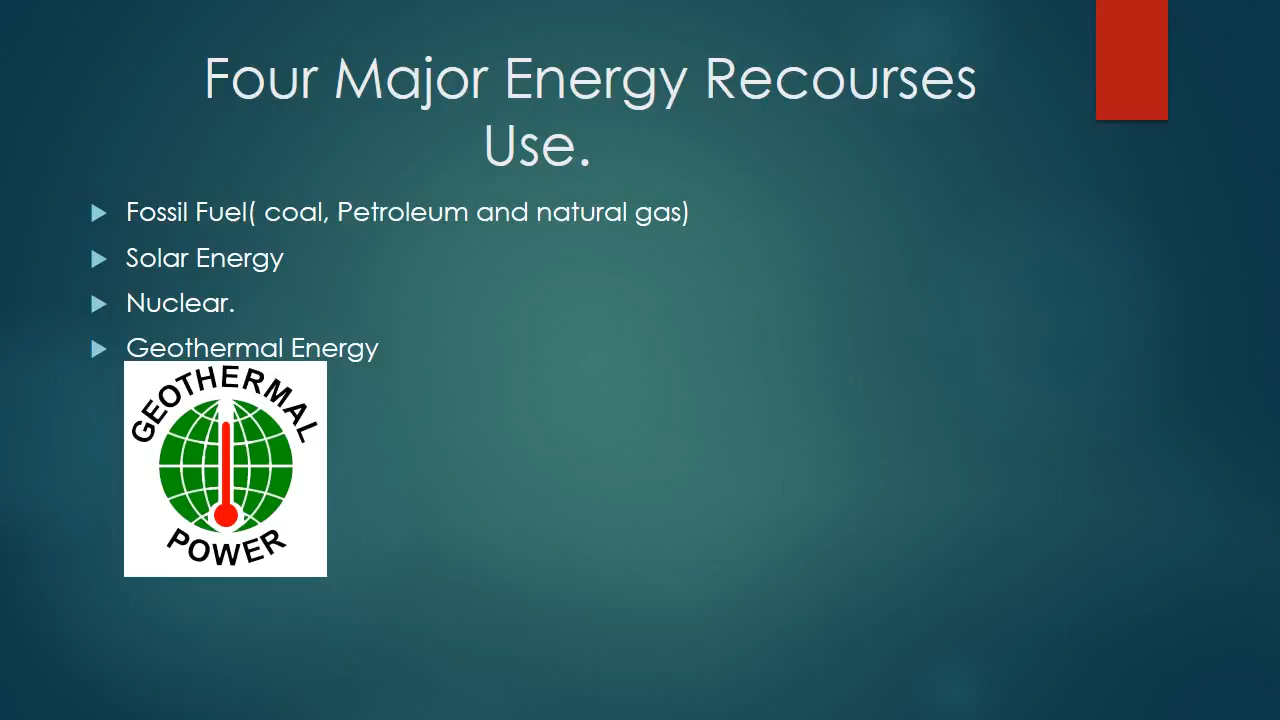 Four Major Energy Recourses
Use.
Fossil Fuel( coal, Petroleum and natural gas)
Solar Energy
Nuclear.
Geothermal Energy
GEOTHERMAL
POWER